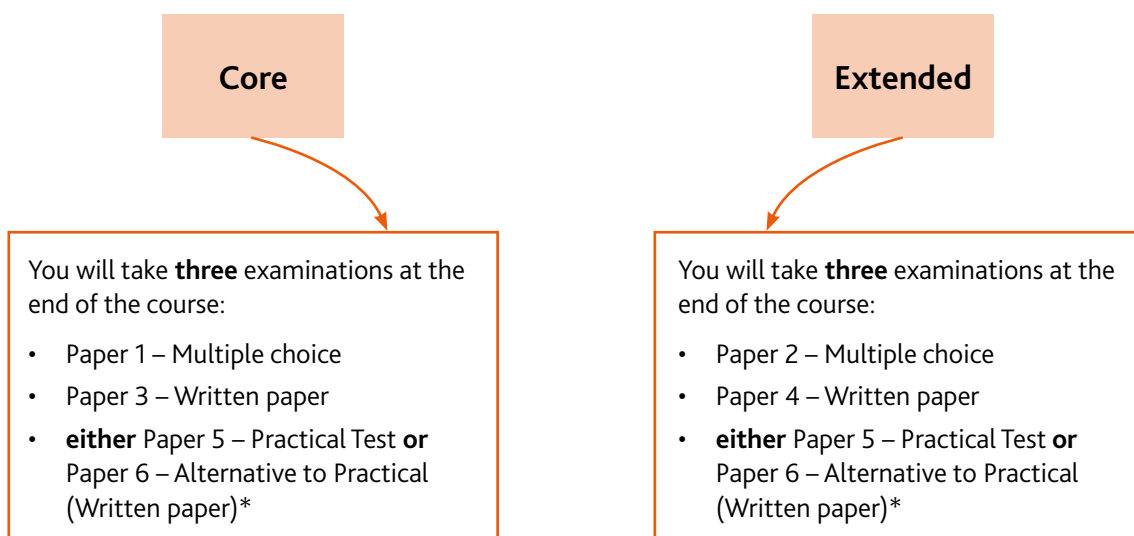 Core
You will take three examinations at the
end of the course:
• Paper 1 – Multiple choice
• Paper 3 – Written paper
• either Paper 5 – Practical Test or
Paper 6 – Alternative to Practical
(Written paper)*
Extended
You will take three examinations at the
end of the course:
• Paper 2 – Multiple choice
• Paper 4 – Written paper
• either Paper 5 – Practical Test or
Paper 6 – Alternative to Practical
(Written paper)*